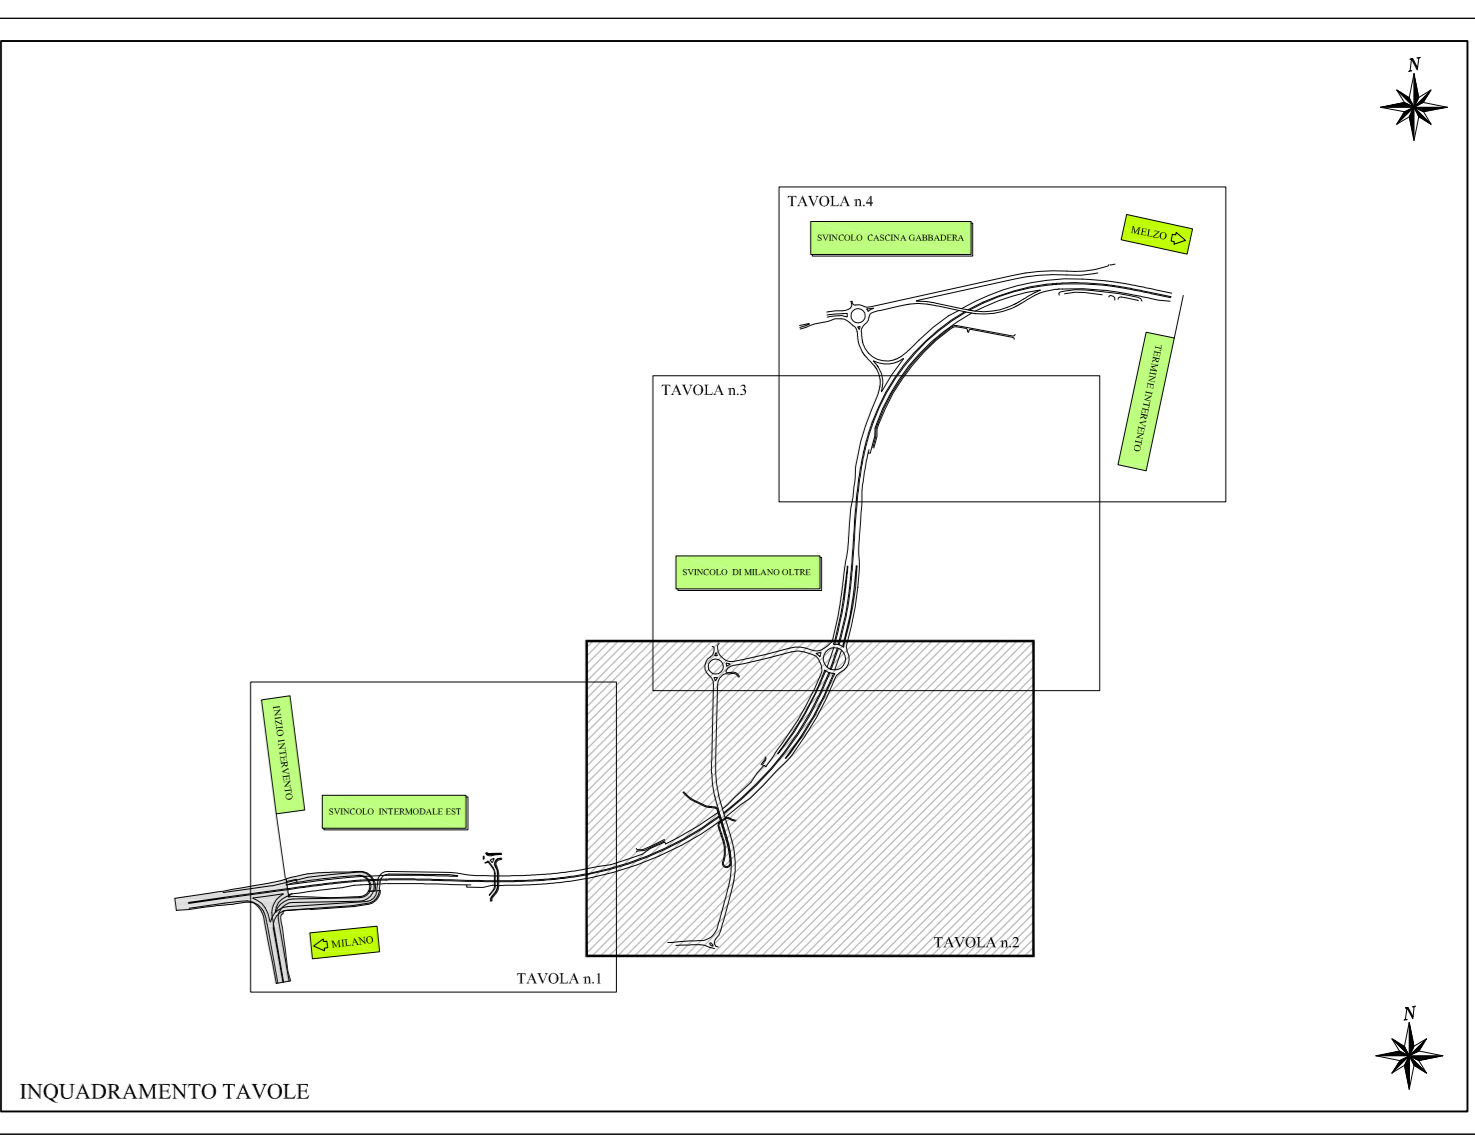 N
TAVOLA n.4
SVINCOLO CASCINA GABBADERA
MELZO
TERMINE INTERVENTO
TAVOLA n.3
SVINCOLO DI MILANO OLTRE
INIZIO INTERVENTO
SVINCOLO INTERMODALE EST
MILANO
TAVOLA n.2
TAVOLA n.1
N
INQUADRAMENTO TAVOLE